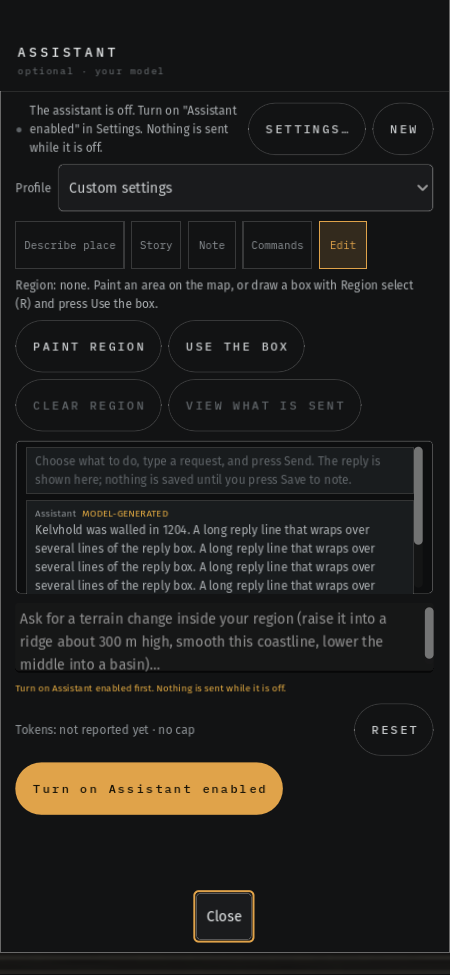 ASSISTANT
optional · your model
The assistant is off. Turn on "Assistant
enabled" in Settings. Nothing is sent
while it is off.
SETTINGS…
NEW
Profile
Custom settings
Describe place
Story
Note
Commands
Edit
Region: none. Paint an area on the map, or draw a box with Region select
(R) and press Use the box.
PAINT REGION
USE THE BOX
CLEAR REGION
VIEW WHAT IS SENT
Choose what to do, type a request, and press Send. The reply is
shown here; nothing is saved until you press Save to note.
Assistant MODEL-GENERATED
Kelvhold was walled in 1204. A long reply line that wraps over
several lines of the reply box. A long reply line that wraps over
several lines of the reply box. A long reply line that wraps over
several lines of the reply box. A long reply line that wraps over
Ask for a terrain change inside your region (raise it into a
ridge about 300 m high, smooth this coastline, lower the
middle into a basin)…
Turn on Assistant enabled first. Nothing is sent while it is off.
Tokens: not reported yet · no cap
RESET
Turn on Assistant enabled
Close